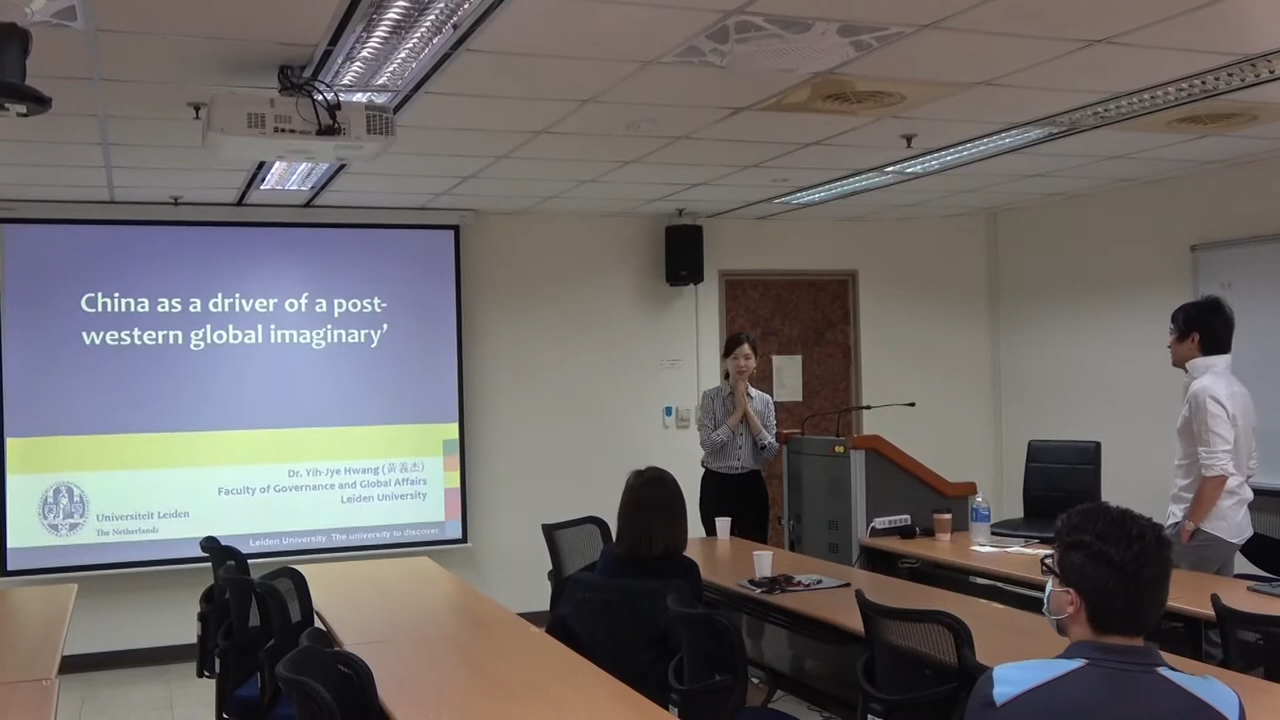 China as a driver of a post-
western global imaginary’
Dr. Yih-Jye Hwang (黃義杰)
Faculty of Governance and Global Affairs
Leiden University
Universiteit Leiden
The Netherlands
Leiden University. The university to discover.